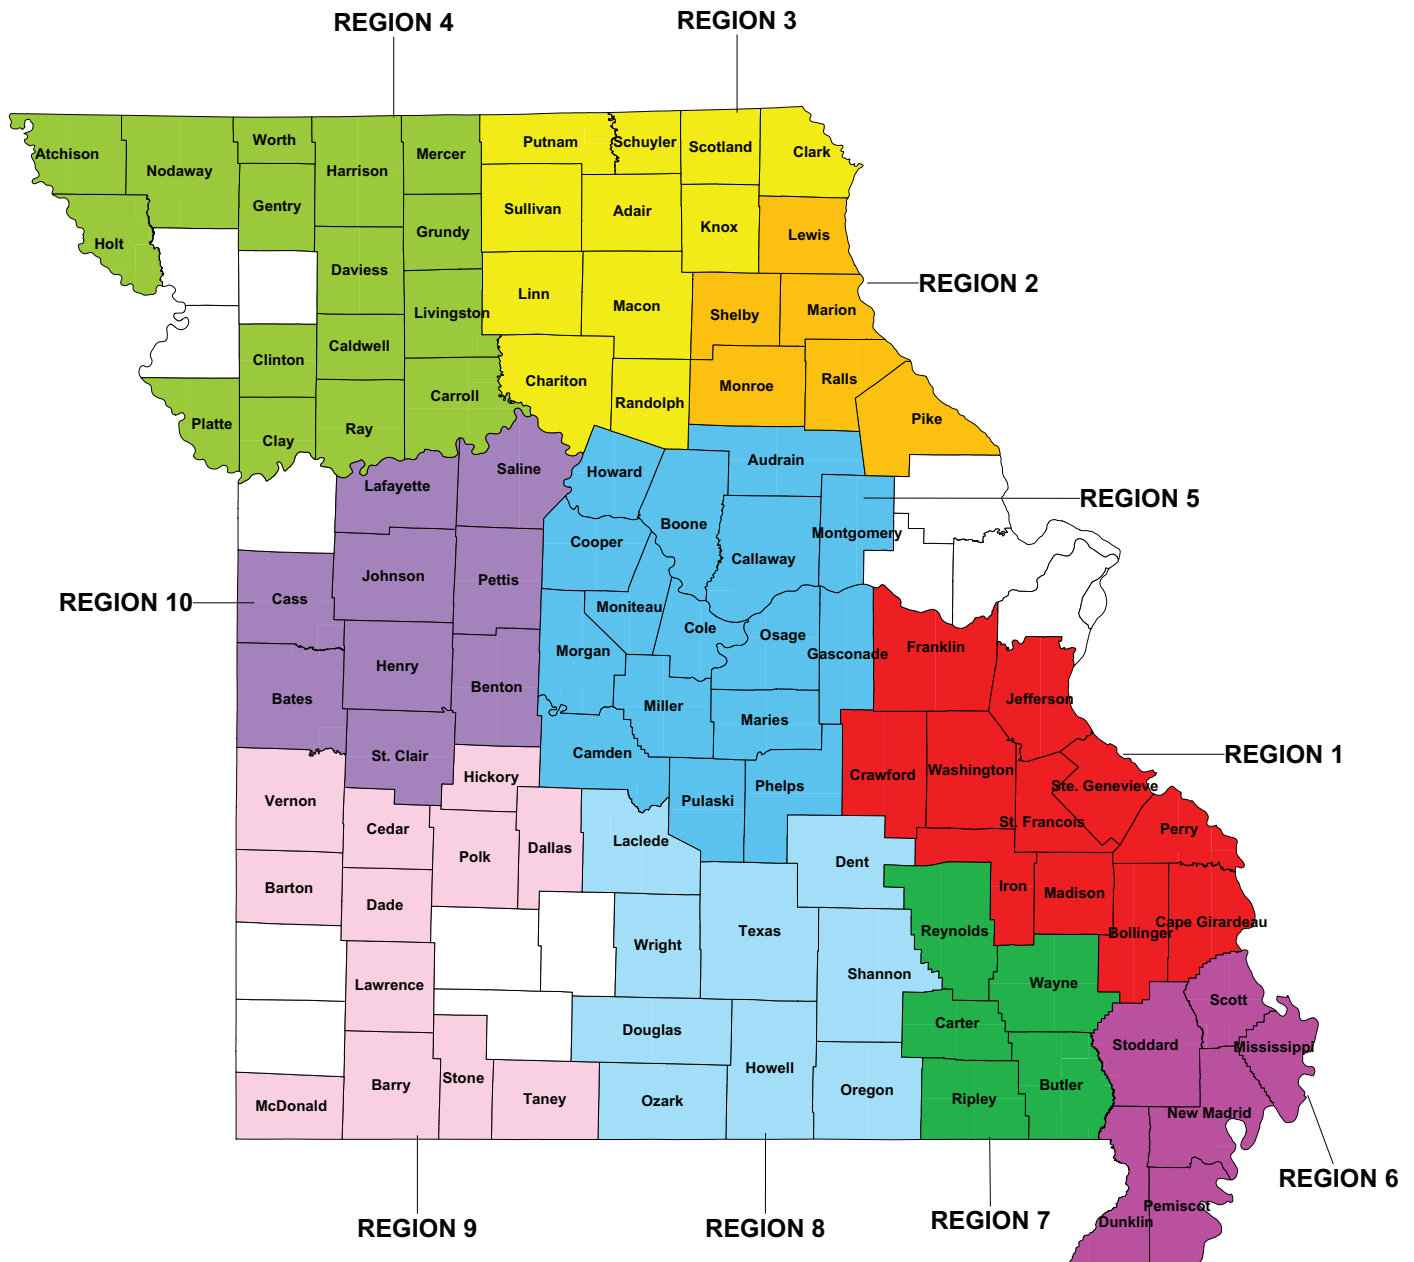 REGION 4
REGION 3
Atchison
Nodaway
Worth
Harrison
Mercer
Putnam
Schuyler
Scotland
Clark
Gentry
Sullivan
Adair
Knox
Lewis
Holt
Grundy
Daviess
Linn
Macon
REGION 2
Shelby
Marion
Livingston
Clinton
Caldwell
Chariton
Randolph
Monroe
Ralls
Carroll
Platte
Clay
Ray
Pike
Lafayette
Saline
Howard
Audrain
REGION 5
Boone
Montgomery
Cooper
Callaway
Johnson
Pettis
REGION 10
Cass
Moniteau
Cole
Osage
Gasconade
Franklin
Morgan
Henry
Benton
Bates
Miller
Maries
Jefferson
St. Clair
Camden
REGION 1
Hickory
Crawford
Washington
Ste. Genevieve
Phelps
Pulaski
Vernon
St. Francois
Perry
Cedar
Polk
Dallas
Laclede
Dent
Barton
Dade
Iron
Madison
Bollinger
Cape Girardeau
Reynolds
Texas
Wright
Shannon
Lawrence
Wayne
Scott
Douglas
Carter
Stoddard
Mississippi
Howell
Barry
Stone
Taney
Ozark
Oregon
Ripley
Butler
McDonald
New Madrid
REGION 6
Pemiscot
Dunklin
REGION 9
REGION 8
REGION 7